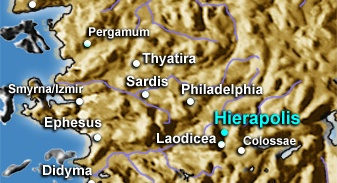 Pergamum
Thyatira
Sardis
Philadelphia
Smyrna/Izmir
Ephesus
Hierapolis
Laodicea
Colossae
Didyma